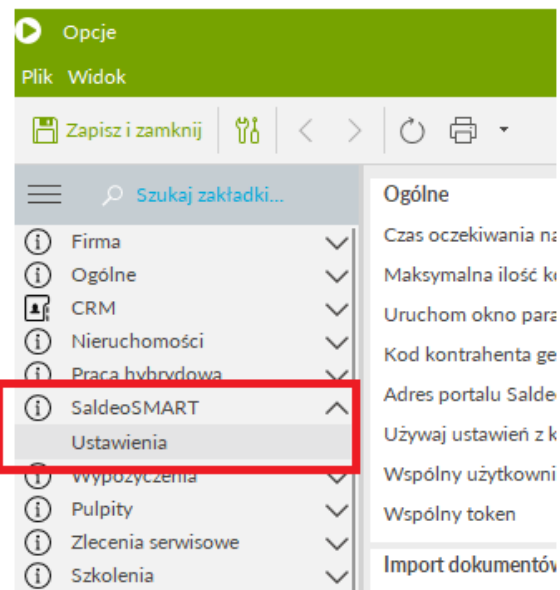 Opcje
Plik Widok
Zapisz i zamknij
Szukaj zakładki...
Firma
Ogólne
CRM
Nieruchomości
Praca hybrydowa
SaldeoSMART
Ustawienia
Wypożyczenia
Pulpity
Zlecenia serwisowe
Szkolenia
Ogólne
Czas oczekiwania na
Maksymalna ilość
Uruchom okno para
Kod kontrahenta ge
Adres portalu Salde
Używaj ustawień z k
Wspólny użytkowni
Wspólny token
Import dokumentów